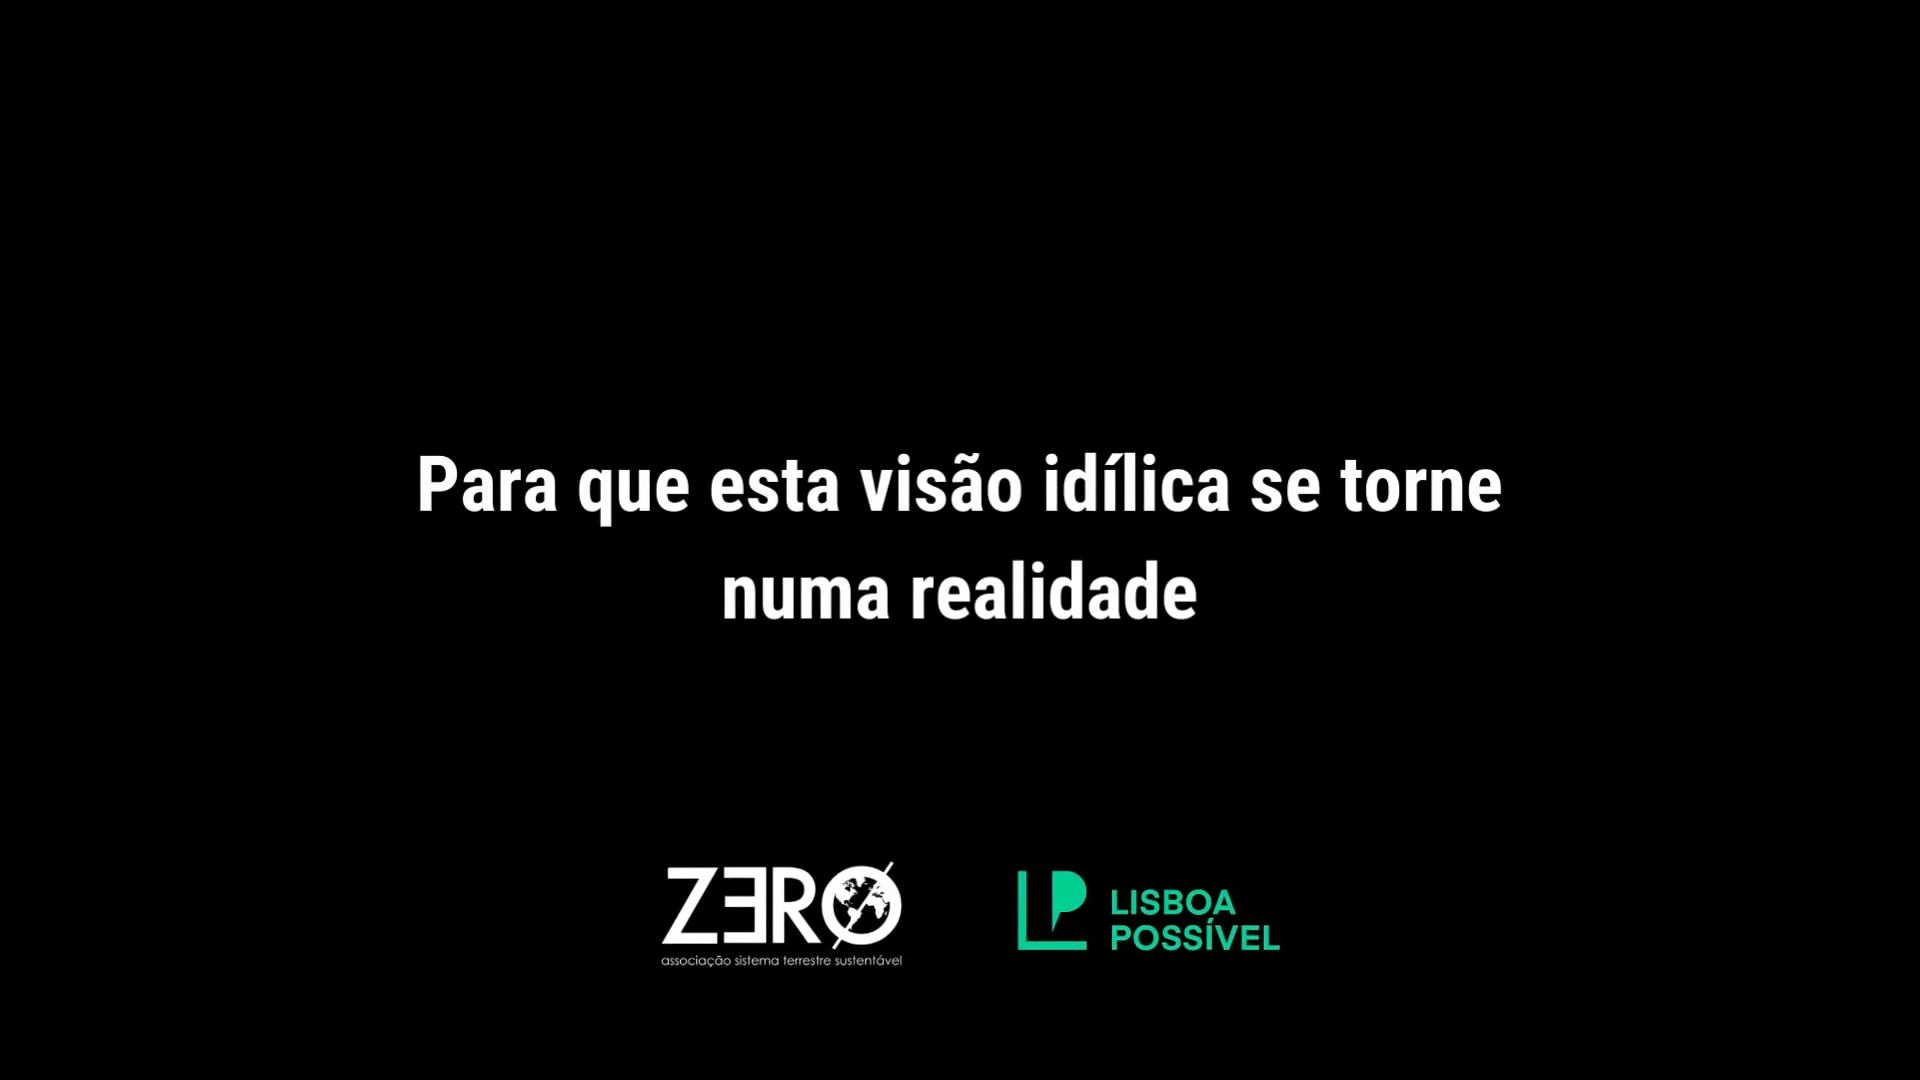 Para que esta visão idílica se torne
numa realidade
ZERO
associação sistema terrestre sustentável
LISBOA
POSSÍVEL